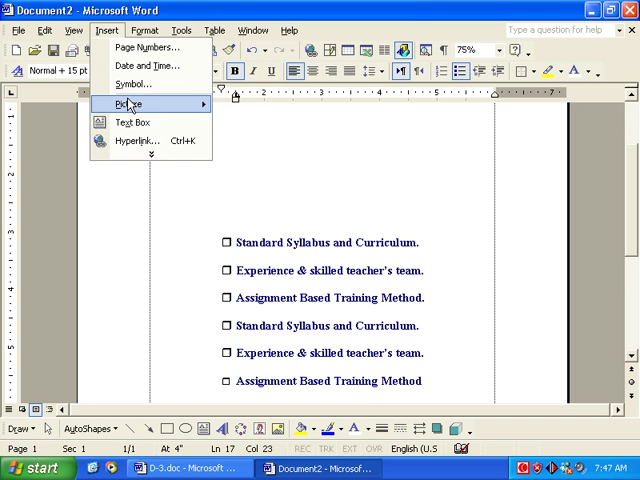 Document2 - Microsoft Word
File Edit View Insert Format Tools Table Window Help
Type a question for help
75%
Normal + 15 pt
B I U
Page Numbers...
Date and Time...
Symbol...
Picture
Text Box
Hyperlink... Ctrl+K
Standard Syllabus and Curriculum.
Experience & skilled teacher's team.
Assignment Based Training Method.
Standard Syllabus and Curriculum.
Experience & skilled teacher's team.
Assignment Based Training Method
Draw AutoShapes
Page 1 Sec 1 1/1 At 4" Ln 17 Col 23 REC TRK EXT OVR English (U.S
start D-3.doc - Microsoft ... Document2 - Microsof... 7:47 AM